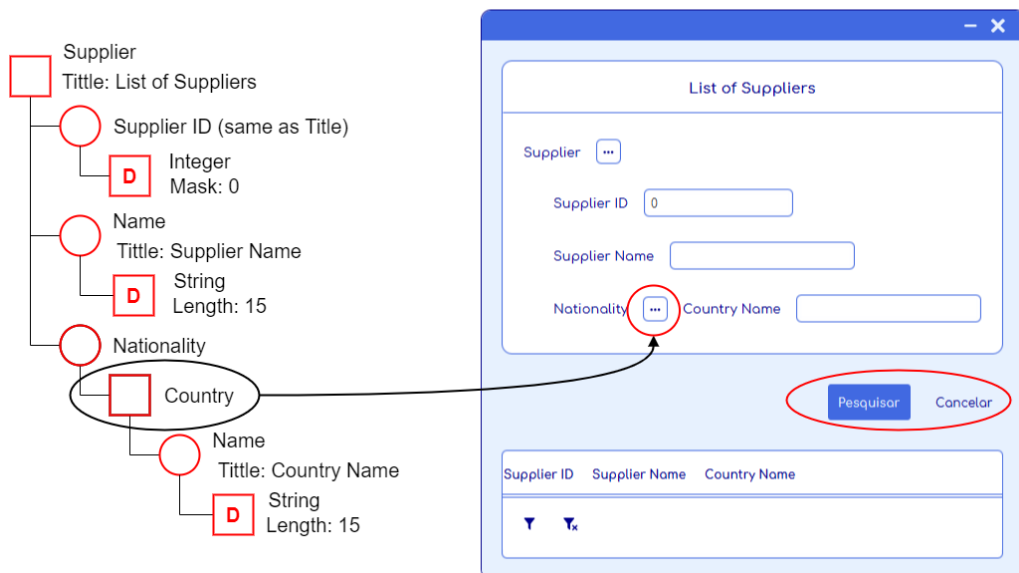 Supplier
Tittle: List of Suppliers
Supplier ID (same as Title)
D
Integer
Mask: 0
Name
Tittle: Supplier Name
D
String
Length: 15
Nationality
Country
Name
Tittle: Country Name
D
String
Length: 15
List of Suppliers
Supplier ...
Supplier ID 0
Supplier Name
Nationality ... Country Name
Pesquisar Cancelar
Supplier ID Supplier Name Country Name